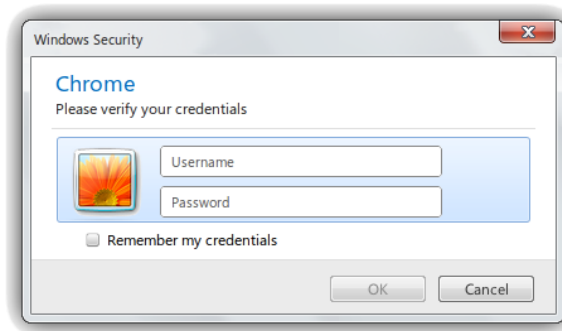 Windows Security
Chrome
Please verify your credentials
Username
Password
Remember my credentials
OK
Cancel